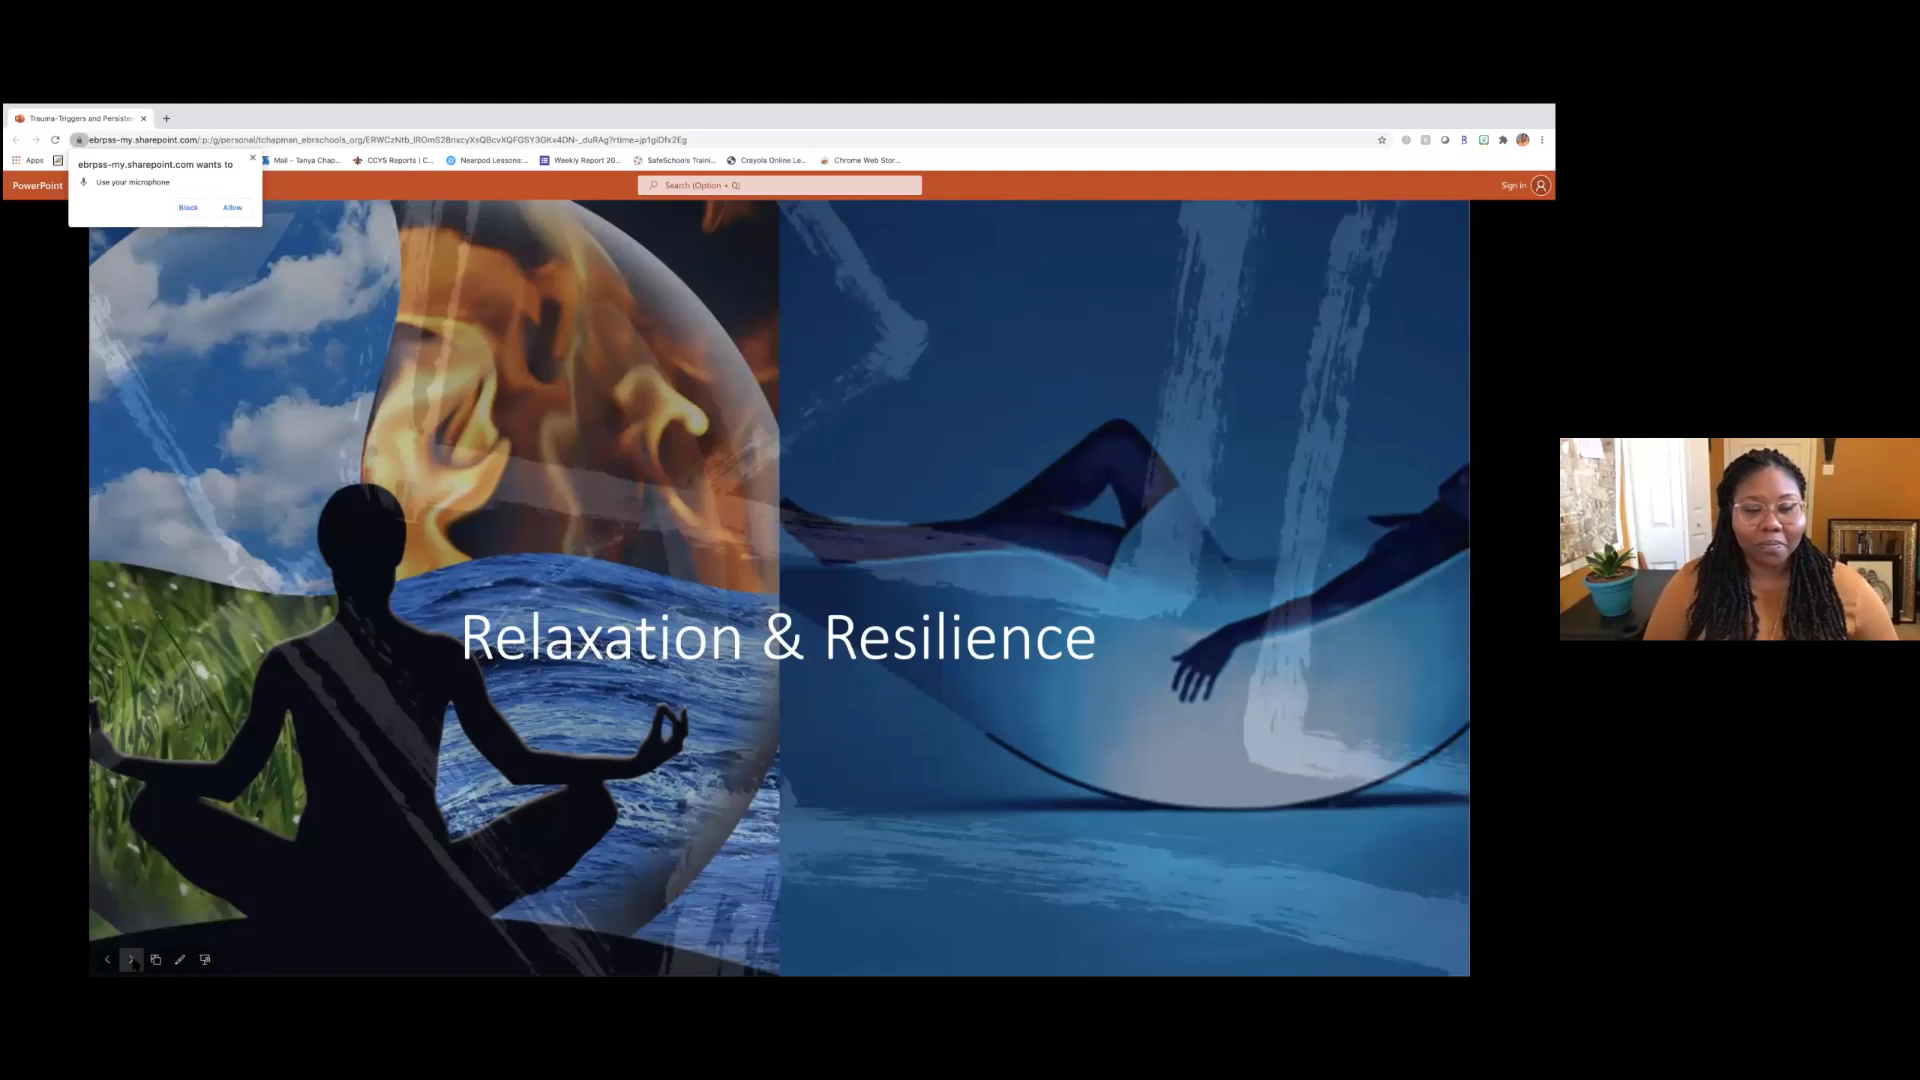 Trauma-Triggers and Persisten
ebrpss-my.sharepoint.com/:p:/g/personal/tchapman_ebrschools_org/ERWCzNtb_lROmS2BnxcyXsQBcvXQFGSY3GKx4DN-_duRAg?rtime=jp1giDfx2Eg
Apps
Mail – Tanya Chap...
CCYS Reports | C...
Nearpod Lessons:...
Weekly Report 20...
SafeSchools Traini...
Crayola Online Le...
Chrome Web Stor...
ebrpss-my.sharepoint.com wants to
Use your microphone
Block Allow
PowerPoint
Search (Option + Q)
Sign in
Relaxation & Resilience